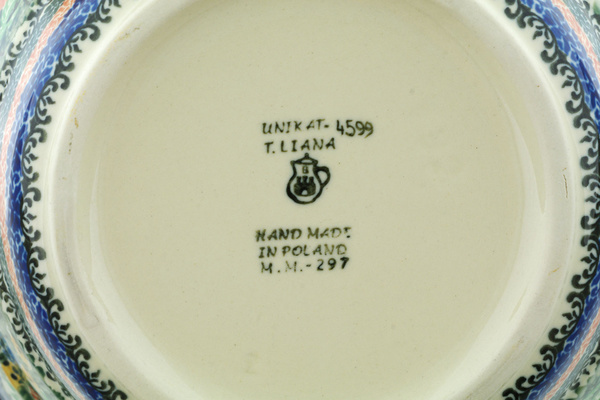 UNIKAT-4599
T. LIANA
HAND MADE
IN POLAND
M.M.-297